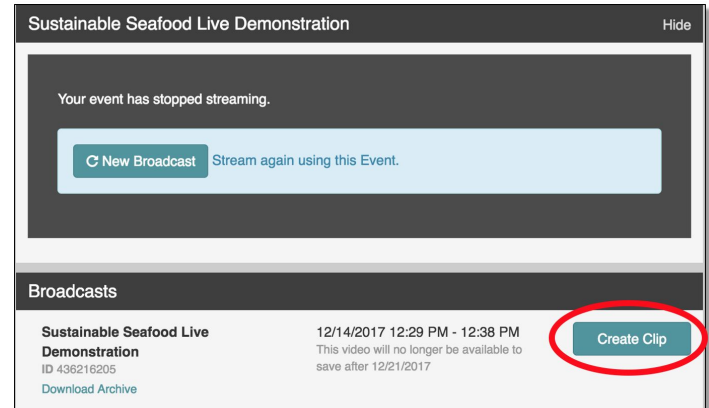 Sustainable Seafood Live Demonstration Hide
Your event has stopped streaming.
New Broadcast Stream again using this Event.
Broadcasts
Sustainable Seafood Live 12/14/2017 12:29 PM - 12:38 PM Create Clip
Demonstration This video will no longer be available to
ID 436216205 save after 12/21/2017
Download Archive